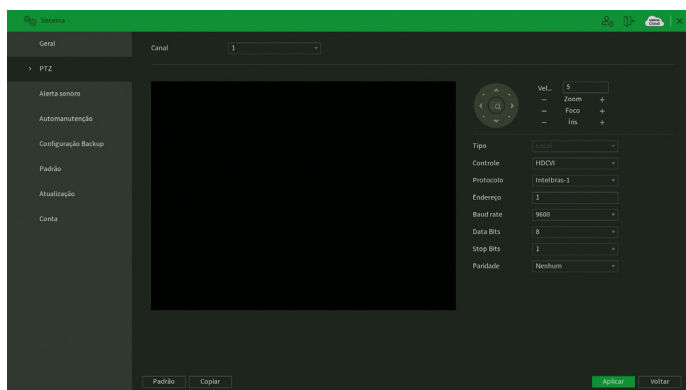 Sistema
Geral
> PTZ
Alerta sonoro
Automanutenção
Configuração Backup
Padrão
Atualização
Conta
Canal 1
Vel... 5
- Zoom +
- Foco +
- Íris +
Tipo Local
Controle HDCVI
Protocolo Intelbras-1
Endereço 1
Baud rate 9600
Data Bits 8
Stop Bits 1
Paridade Nenhum
Padrão Copiar Aplicar Voltar